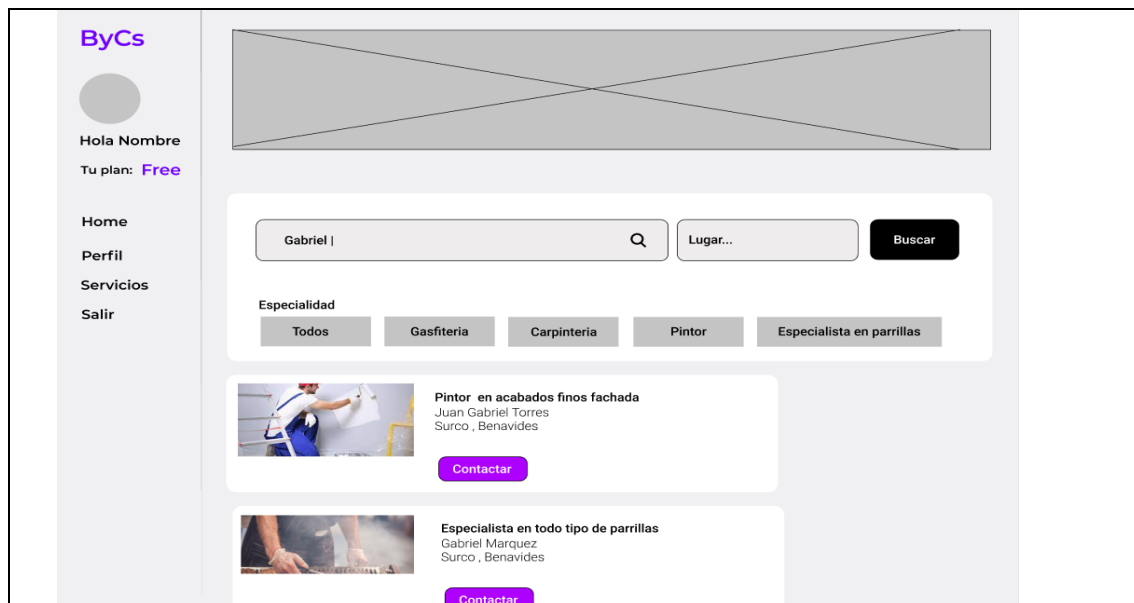 ByCs
Hola Nombre
Tu plan: Free
Home
Perfil
Servicios
Salir
Gabriel |
Lugar...
Buscar
Especialidad
Todos
Gasfiteria
Carpinteria
Pintor
Especialista en parrillas
Pintor en acabados finos fachada
Juan Gabriel Torres
Surco , Benavides
Contactar
Especialista en todo tipo de parrillas
Gabriel Marquez
Surco , Benavides
Contactar